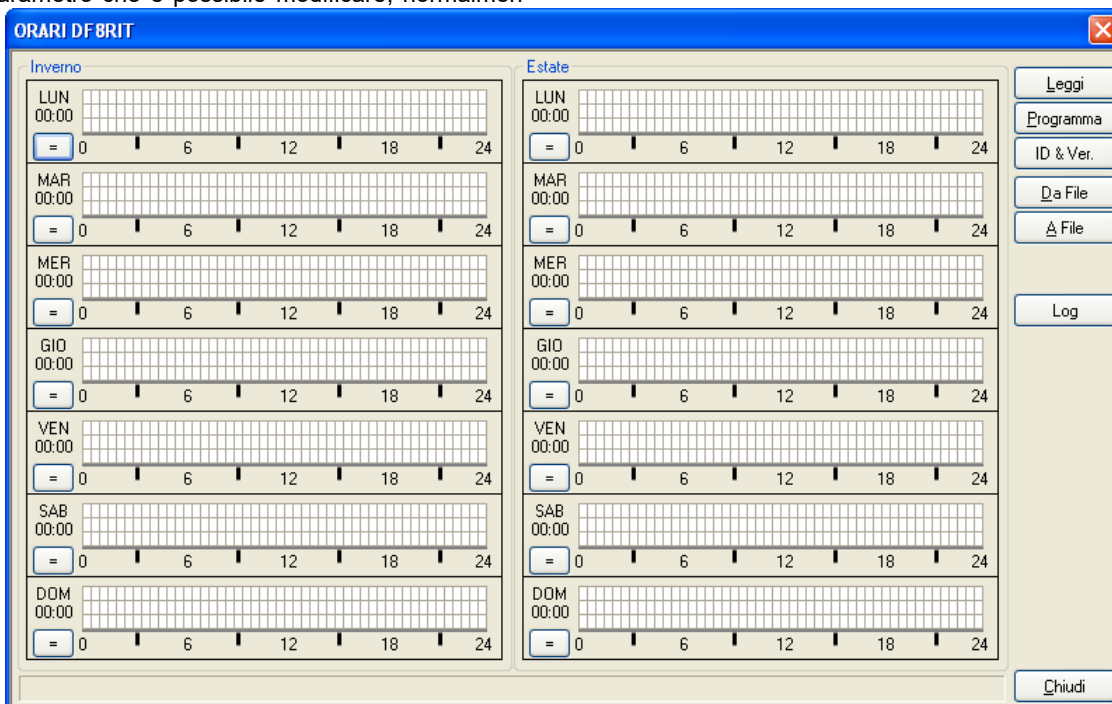 arametro che è possibile modificare, normalmen
ORARI DF8RIT
Inverno
LUN
00:00
= 0 6 12 18 24
MAR
00:00
= 0 6 12 18 24
MER
00:00
= 0 6 12 18 24
GIO
00:00
= 0 6 12 18 24
VEN
00:00
= 0 6 12 18 24
SAB
00:00
= 0 6 12 18 24
DOM
00:00
= 0 6 12 18 24
Estate
LUN
00:00
= 0 6 12 18 24
MAR
00:00
= 0 6 12 18 24
MER
00:00
= 0 6 12 18 24
GIO
00:00
= 0 6 12 18 24
VEN
00:00
= 0 6 12 18 24
SAB
00:00
= 0 6 12 18 24
DOM
00:00
= 0 6 12 18 24
Leggi
Programma
ID & Ver.
Da File
A File
Log
Chiudi